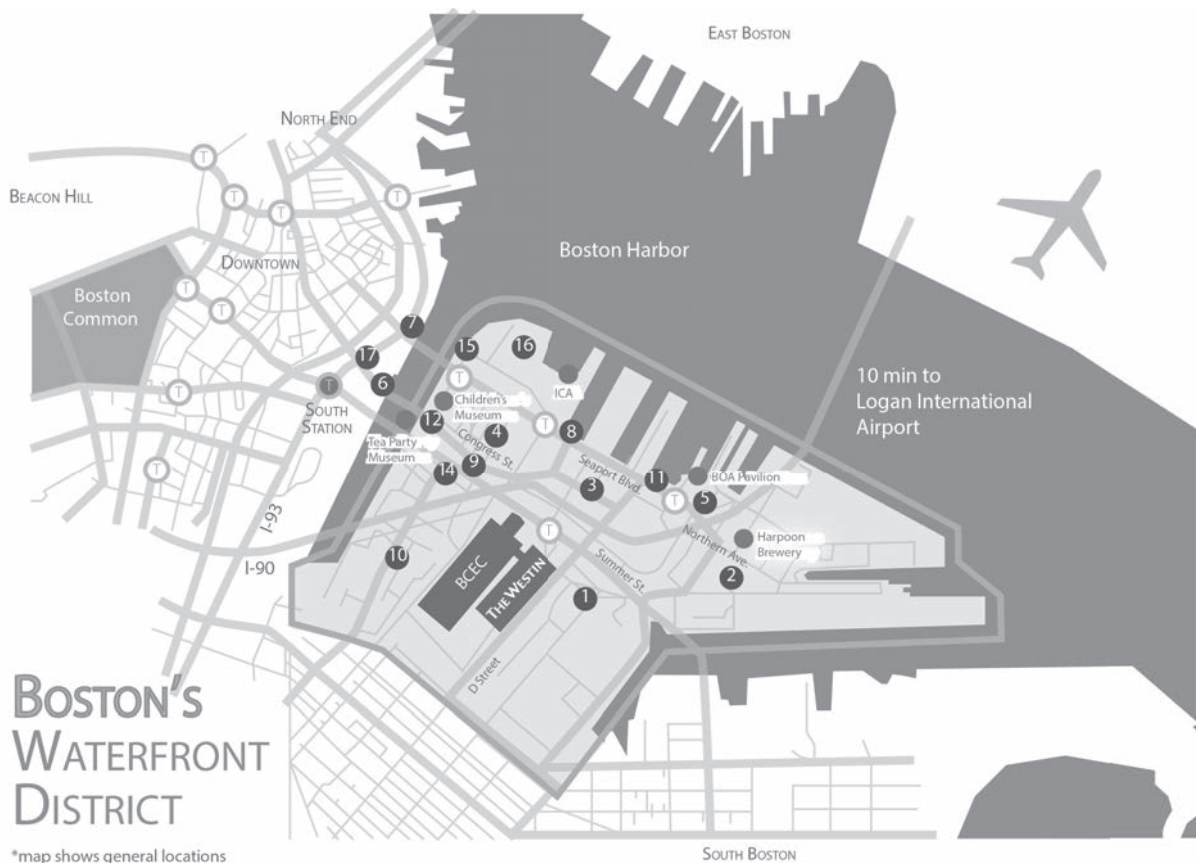 EAST BOSTON
NORTH END
T
T
T
BEACON HILL
T
Boston Harbor
DOWNTOWN
Boston
Common
T
T
7
15
16
17
10 min to
Logan International
Airport
T
T
6
ICA
T
SOUTH
STATION
Children's
Museum
12
4
T
8
Tea Party
Museum
Congress St.
9
14
Seaport Blvd.
11
BOA Pavilion
3
T
5
T
I-93
T
Northern Ave.
Harpoon
Brewery
10
BCEC
THE WESTIN
Summer St.
I-90
2
1
D Street
BOSTON'S
WATERFRONT
DISTRICT
*map shows general locations
SOUTH BOSTON